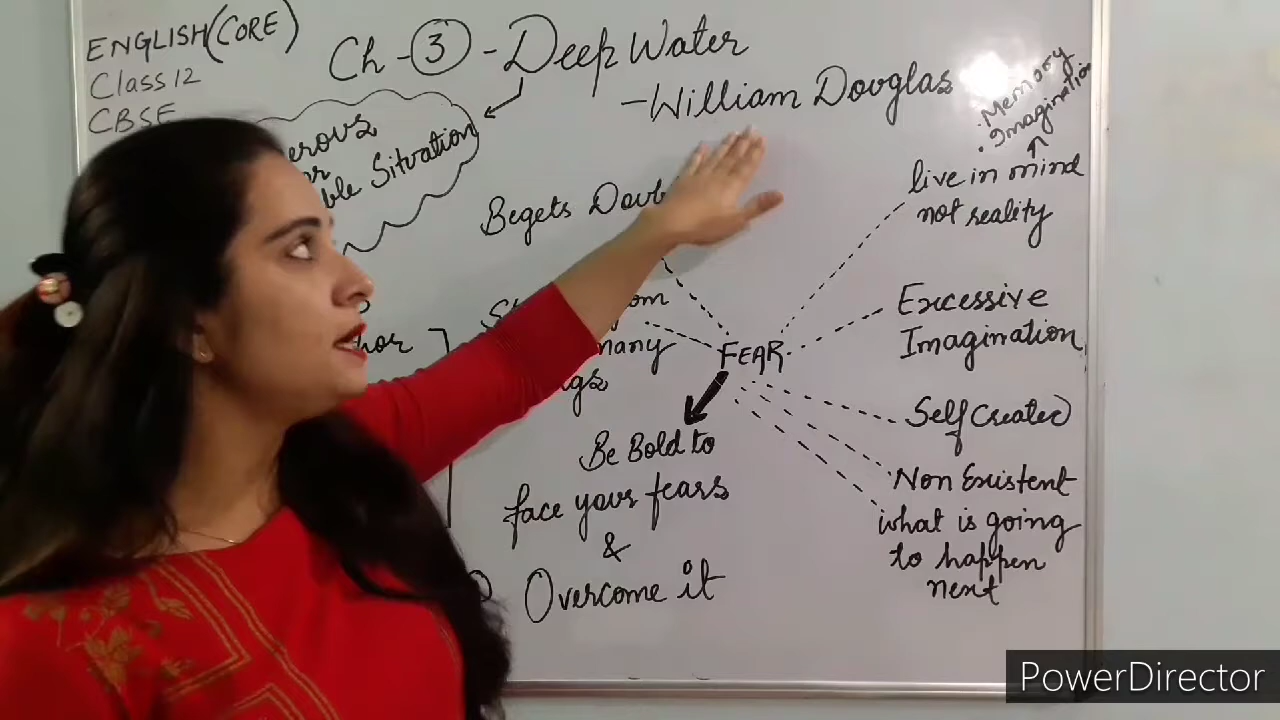 ENGLISH (CORE)
Class 12
CBSE
Ch - 3 - Deep Water
- William Douglas
Situation
Begets
FEAR
• Memory
• Imagination
live in mind
not reality
Excessive
Imagination
Self Created
Non Existent
what is going
to happen
next
Be Bold to
face your fears
&
Overcome it
PowerDirector